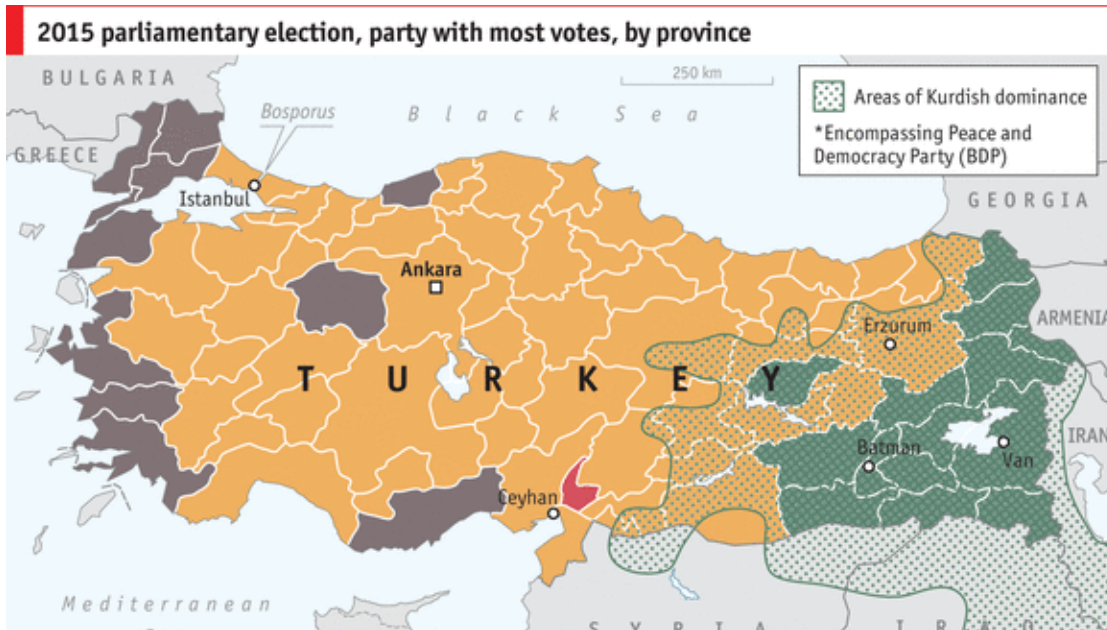 2015 parliamentary election, party with most votes, by province
BULGARIA
250 km
Areas of Kurdish dominance
*Encompassing Peace and
Democracy Party (BDP)
Bosporus
Black Sea
GREECE
Istanbul
GEORGIA
Ankara
ARMENIA
Erzurum
TURKEY
IRAN
Batman
Van
Ceyhan
Mediterranean
SYRIA
IRAQ